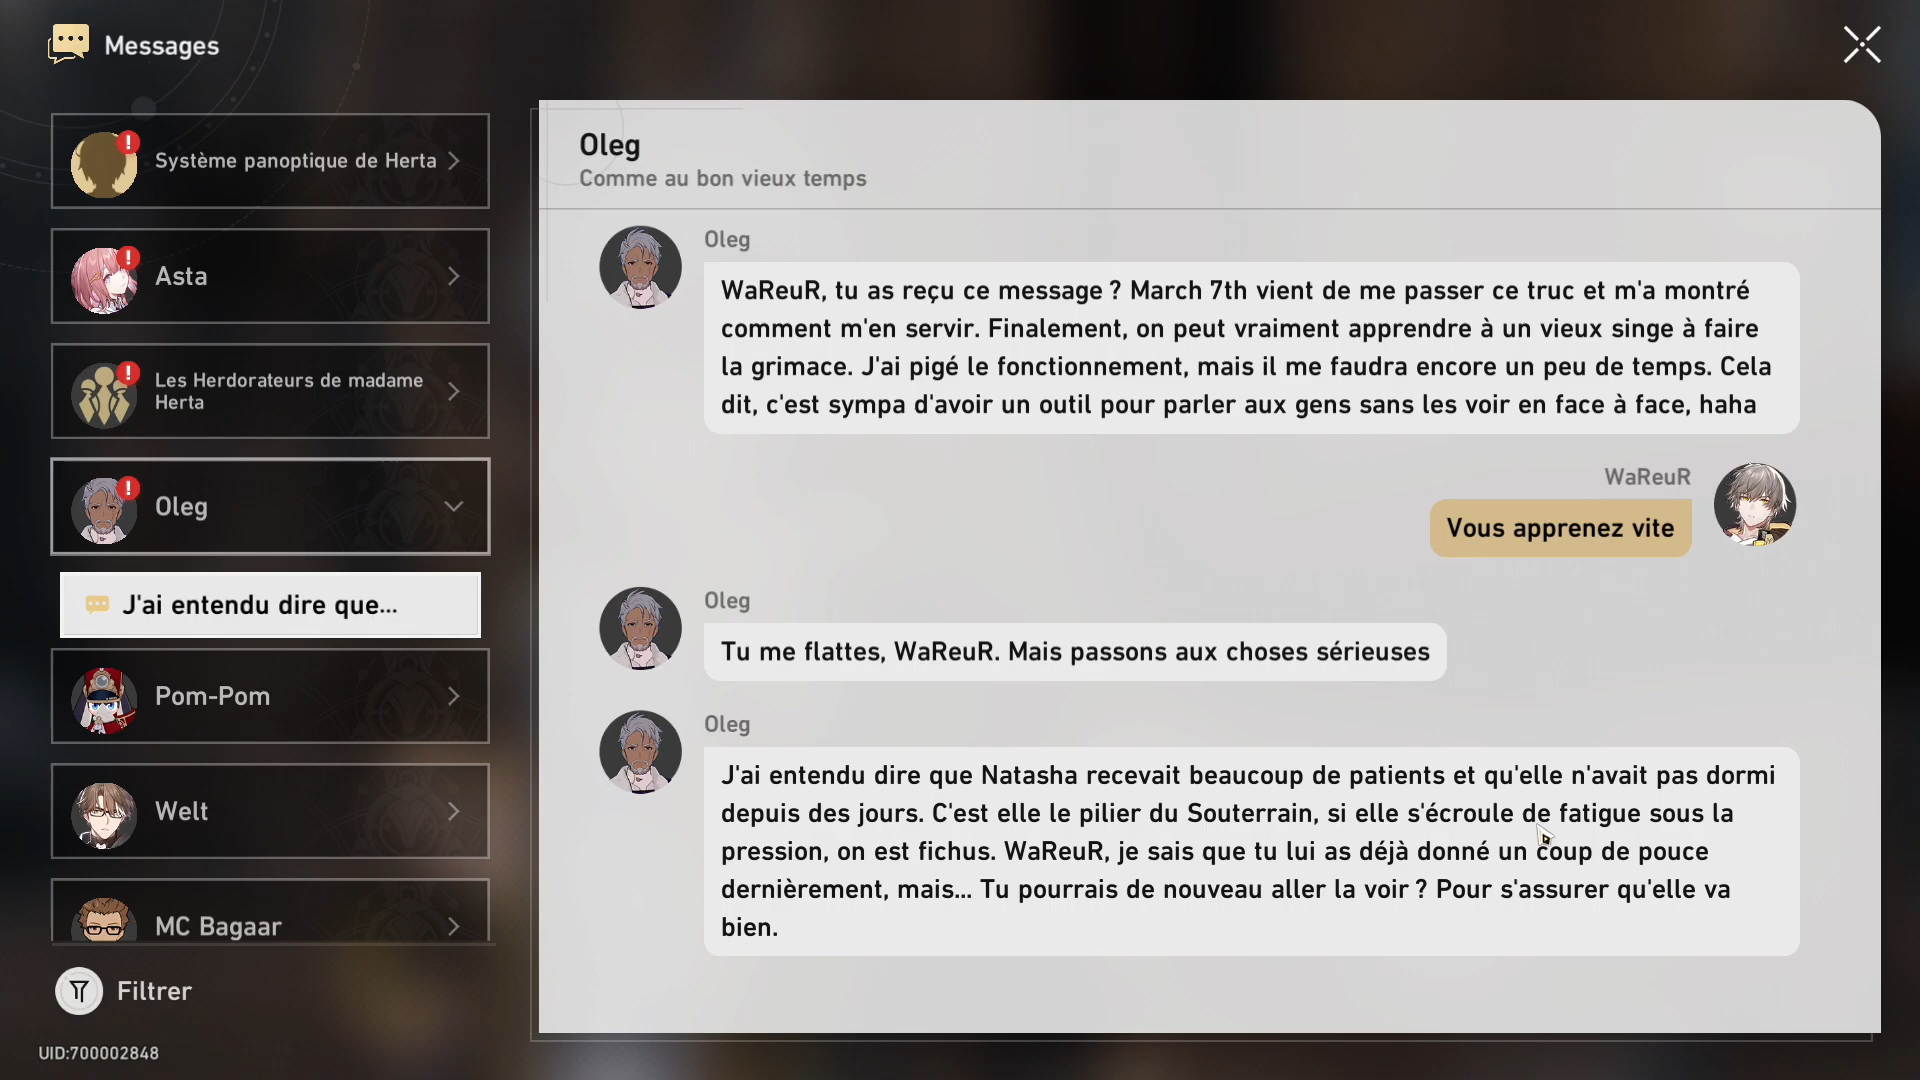 Messages
Système panoptique de Herta
Asta
Les Herdorateurs de madame
Herta
Oleg
J'ai entendu dire que...
Pom-Pom
Welt
MC Bagaar
Filtrer
UID:700002848
Oleg
Comme au bon vieux temps
Oleg
WaReuR, tu as reçu ce message ? March 7th vient de me passer ce truc et m'a montré
comment m'en servir. Finalement, on peut vraiment apprendre à un vieux singe à faire
la grimace. J'ai pigé le fonctionnement, mais il me faudra encore un peu de temps. Cela
dit, c'est sympa d'avoir un outil pour parler aux gens sans les voir en face à face, haha
WaReuR
Vous apprenez vite
Oleg
Tu me flattes, WaReuR. Mais passons aux choses sérieuses
Oleg
J'ai entendu dire que Natasha recevait beaucoup de patients et qu'elle n'avait pas dormi
depuis des jours. C'est elle le pilier du Souterrain, si elle s'écroule de fatigue sous la
pression, on est fichus. WaReuR, je sais que tu lui as déjà donné un coup de pouce
dernièrement, mais... Tu pourrais de nouveau aller la voir ? Pour s'assurer qu'elle va
bien.